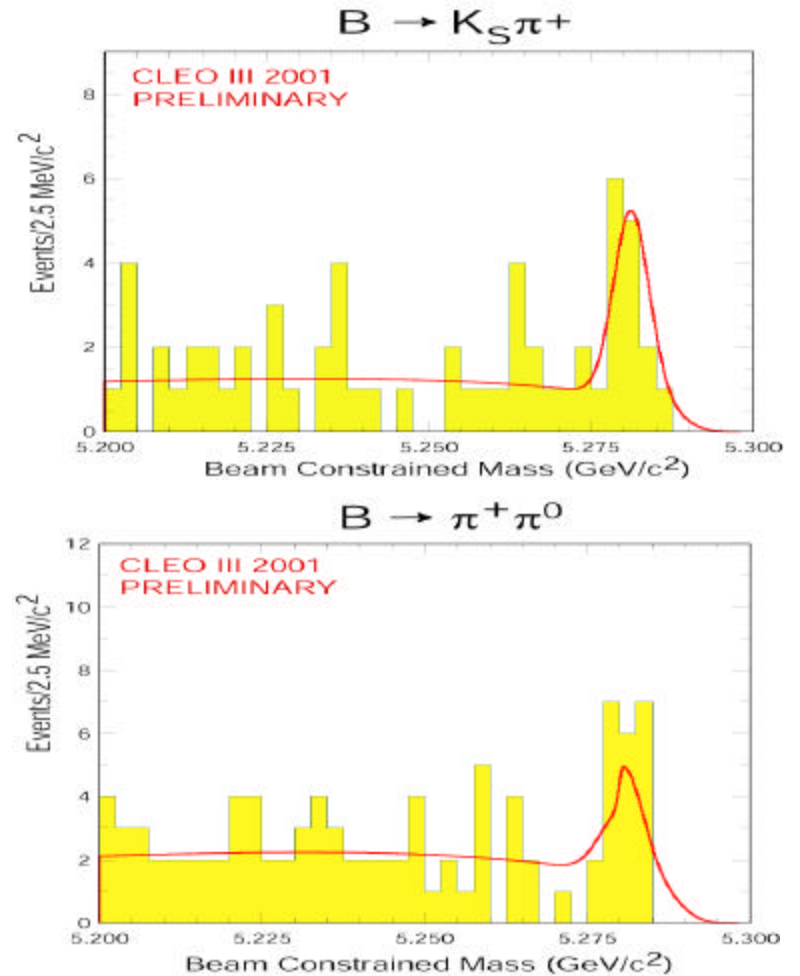 B → K_Sπ+
CLEO III 2001
PRELIMINARY
Events/2.5 MeV/c²
8
6
4
2
0
5.200 5.225 5.250 5.275 5.300
Beam Constrained Mass (GeV/c²)
B → π⁺π⁰
CLEO III 2001
PRELIMINARY
Events/2.5 MeV/c²
12
10
8
6
4
2
0
5.200 5.225 5.250 5.275 5.300
Beam Constrained Mass (GeV/c²)